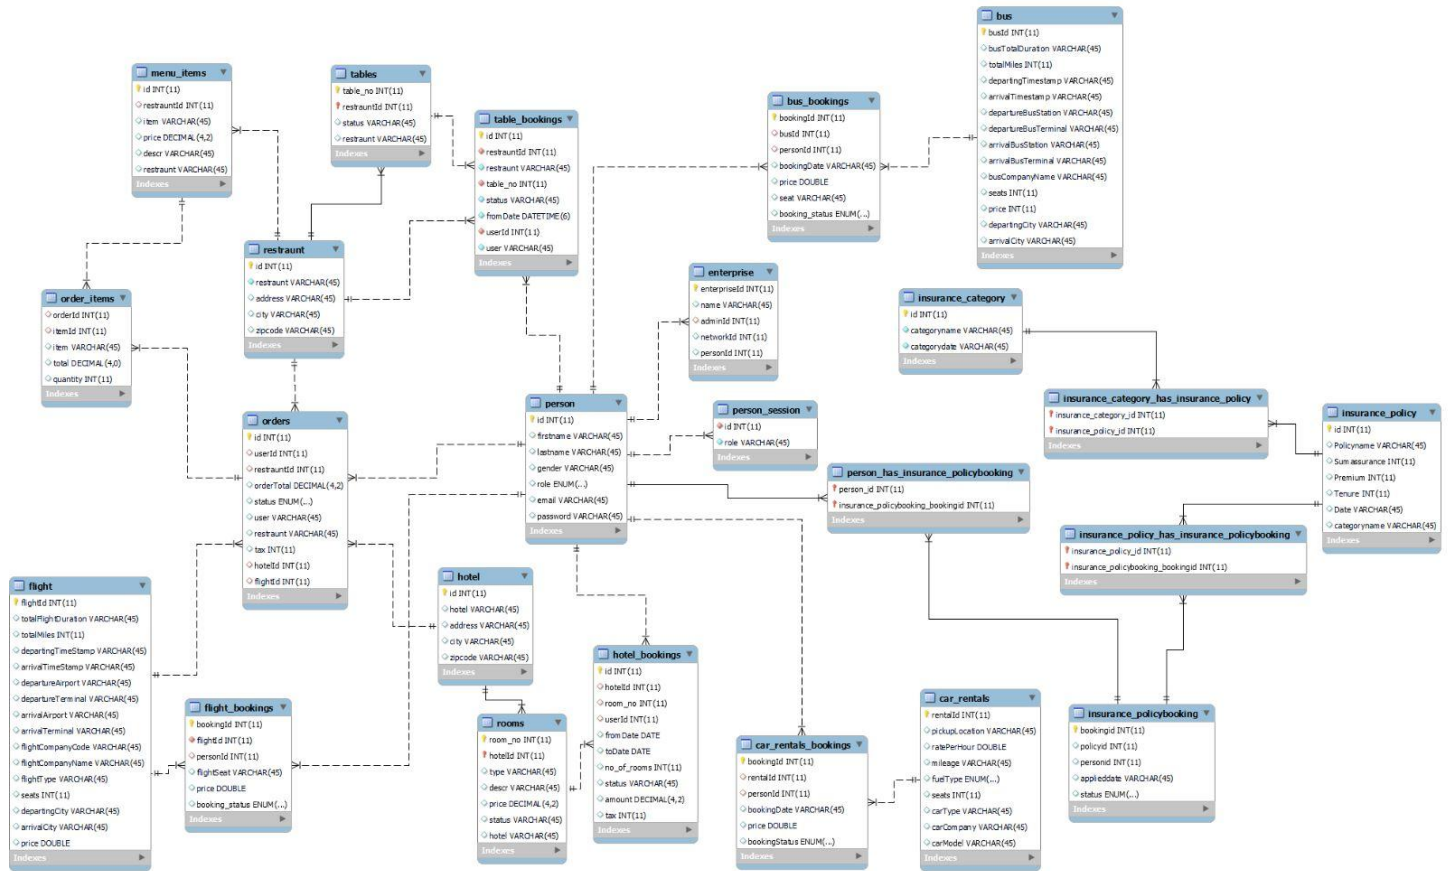 menu_items
id INT(11)
restrauntId INT(11)
item VARCHAR(45)
price DECIMAL(4,2)
descr VARCHAR(45)
restraunt VARCHAR(45)
Indexes
tables
table_no INT(11)
restrauntId INT(11)
status VARCHAR(45)
restraunt VARCHAR(45)
Indexes
table_bookings
id INT(11)
restrauntId INT(11)
restraunt VARCHAR(45)
table_no INT(11)
status VARCHAR(45)
fromDate DATETIME(6)
userId INT(11)
user VARCHAR(45)
Indexes
bus_bookings
bookingId INT(11)
busId INT(11)
personId INT(11)
bookingDate VARCHAR(45)
price DOUBLE
seat VARCHAR(45)
booking_status ENUM(...)
Indexes
bus
busId INT(11)
busTotalDuration VARCHAR(45)
totalMiles INT(11)
departingTimestamp VARCHAR(45)
arrivalTimestamp VARCHAR(45)
departureBusStation VARCHAR(45)
departureBusTerminal VARCHAR(45)
arrivalBusStation VARCHAR(45)
arrivalBusTerminal VARCHAR(45)
busCompanyName VARCHAR(45)
seats INT(11)
price INT(11)
departingCity VARCHAR(45)
arrivalCity VARCHAR(45)
Indexes
restraunt
id INT(11)
restraunt VARCHAR(45)
address VARCHAR(45)
city VARCHAR(45)
zipcode VARCHAR(45)
Indexes
order_items
orderId INT(11)
itemId INT(11)
item VARCHAR(45)
total DECIMAL(4,0)
quantity INT(11)
Indexes
enterprise
enterpriseId INT(11)
name VARCHAR(45)
adminId INT(11)
networkId INT(11)
personId INT(11)
Indexes
insurance_category
id INT(11)
categoryname VARCHAR(45)
categorydate VARCHAR(45)
Indexes
orders
id INT(11)
userId INT(11)
restrauntId INT(11)
orderTotal DECIMAL(4,2)
status ENUM(...)
user VARCHAR(45)
restraunt VARCHAR(45)
tax INT(11)
hotelId INT(11)
flightId INT(11)
Indexes
person
id INT(11)
firstname VARCHAR(45)
lastname VARCHAR(45)
gender VARCHAR(45)
role ENUM(...)
email VARCHAR(45)
password VARCHAR(45)
Indexes
person_session
id INT(11)
role VARCHAR(45)
Indexes
insurance_category_has_insurance_policy
insurance_category_id INT(11)
insurance_policy_id INT(11)
Indexes
insurance_policy
id INT(11)
Policyname VARCHAR(45)
Sumassurance INT(11)
Premium INT(11)
Tenure INT(11)
Date VARCHAR(45)
categoryname VARCHAR(45)
Indexes
person_has_insurance_policybooking
person_id INT(11)
insurance_policybooking_bookingid INT(11)
Indexes
insurance_policy_has_insurance_policybooking
insurance_policy_id INT(11)
insurance_policybooking_bookingid INT(11)
Indexes
flight
flightId INT(11)
totalFlightDuration VARCHAR(45)
totalMiles INT(11)
departingTimeStamp VARCHAR(45)
arrivalTimeStamp VARCHAR(45)
departureAirport VARCHAR(45)
departureTerminal VARCHAR(45)
arrivalAirport VARCHAR(45)
arrivalTerminal VARCHAR(45)
flightCompanyCode VARCHAR(45)
flightCompanyName VARCHAR(45)
flightType VARCHAR(45)
seats INT(11)
departingCity VARCHAR(45)
arrivalCity VARCHAR(45)
price DOUBLE
Indexes
flight_bookings
bookingId INT(11)
flightId INT(11)
personId INT(11)
flightSeat VARCHAR(45)
price DOUBLE
booking_status ENUM(...)
Indexes
hotel
id INT(11)
hotel VARCHAR(45)
address VARCHAR(45)
city VARCHAR(45)
zipcode VARCHAR(45)
Indexes
rooms
room_no INT(11)
hotelId INT(11)
type VARCHAR(45)
descr VARCHAR(45)
price DECIMAL(4,2)
status VARCHAR(45)
hotel VARCHAR(45)
Indexes
hotel_bookings
id INT(11)
hotelId INT(11)
room_no INT(11)
userId INT(11)
fromDate DATE
toDate DATE
no_of_rooms INT(11)
status VARCHAR(45)
amount DECIMAL(4,2)
tax INT(11)
Indexes
car_rentals_bookings
bookingId INT(11)
rentalId INT(11)
personId INT(11)
bookingDate VARCHAR(45)
price DOUBLE
bookingStatus ENUM(...)
Indexes
car_rentals
rentalId INT(11)
pickupLocation VARCHAR(45)
ratePerHour DOUBLE
mileage VARCHAR(45)
fuelType ENUM(...)
seats INT(11)
carType VARCHAR(45)
carCompany VARCHAR(45)
carModel VARCHAR(45)
Indexes
insurance_policybooking
bookingid INT(11)
policyid INT(11)
personid INT(11)
applieddate VARCHAR(45)
status ENUM(...)
Indexes